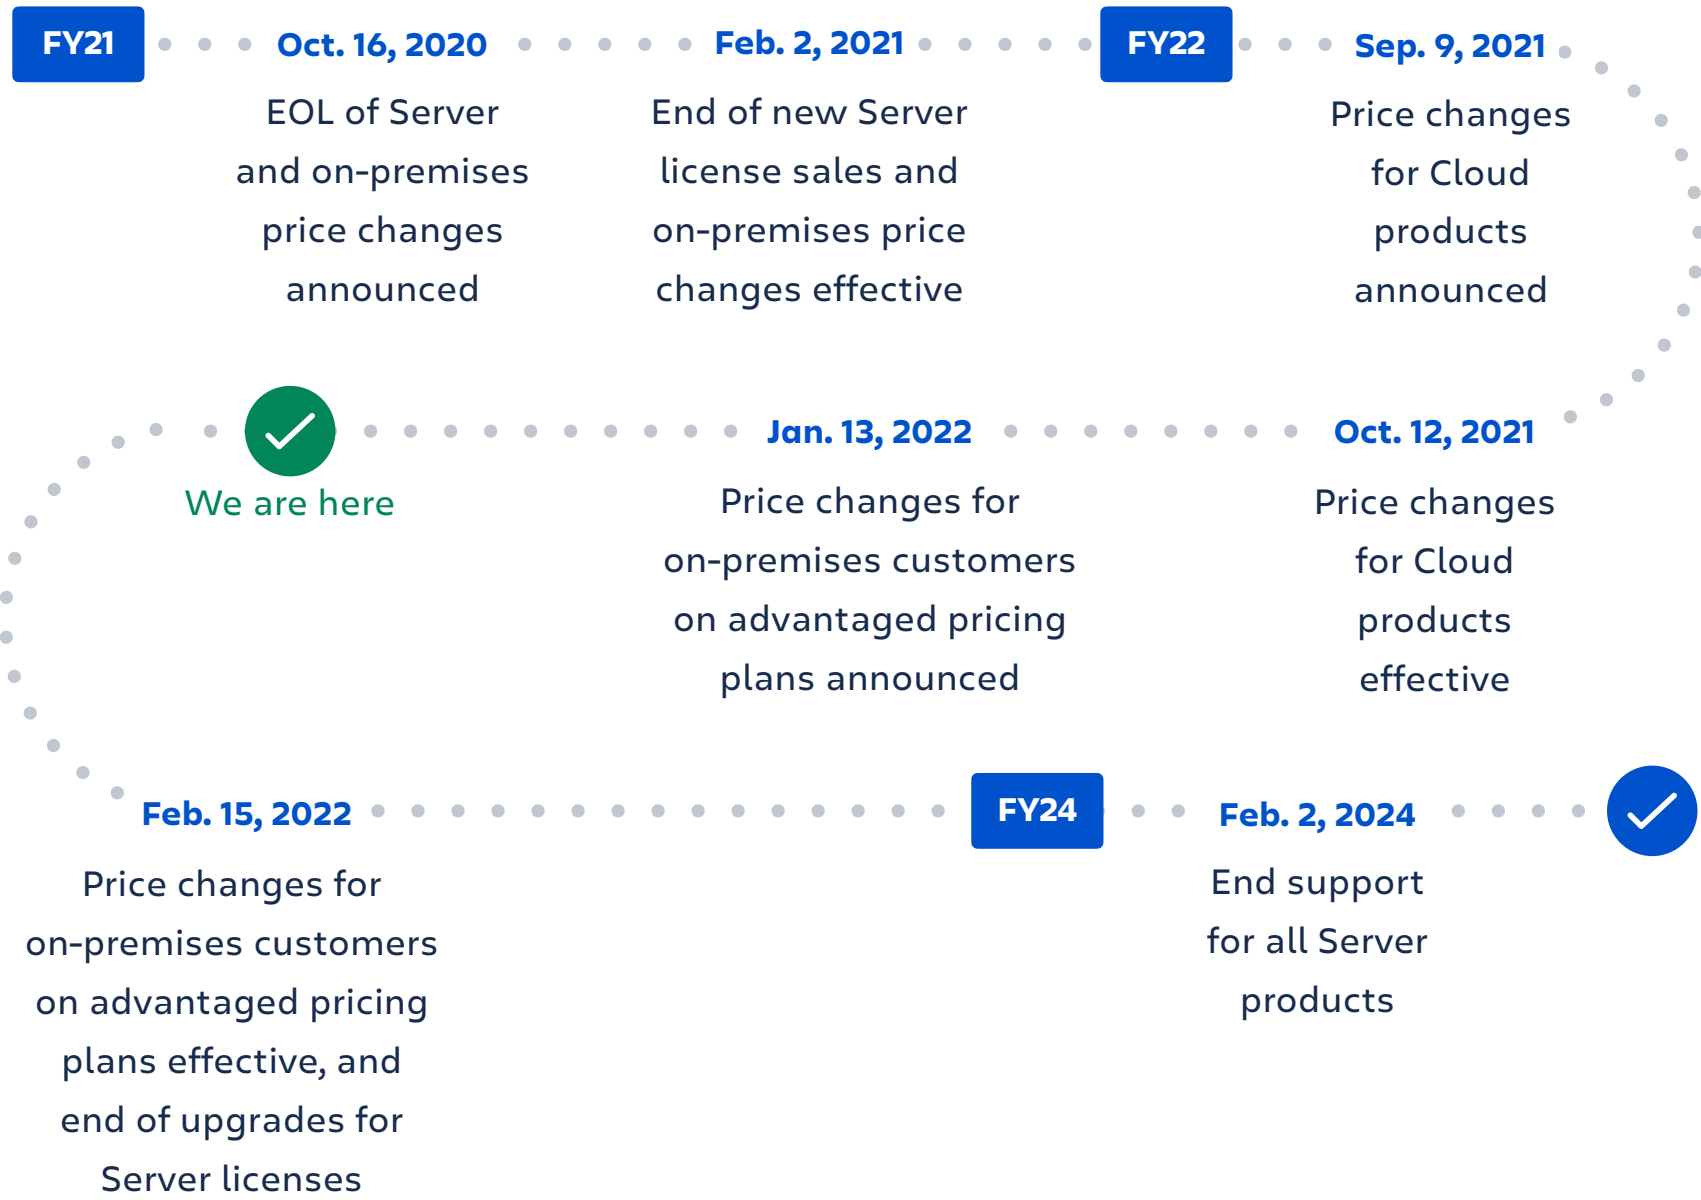 FY21
Oct. 16, 2020
EOL of Server
and on-premises
price changes
announced
Feb. 2, 2021
End of new Server
license sales and
on-premises price
changes effective
FY22
Sep. 9, 2021
Price changes
for Cloud
products
announced
Oct. 12, 2021
Price changes
for Cloud
products
effective
Jan. 13, 2022
Price changes for
on-premises customers
on advantaged pricing
plans announced
We are here
Feb. 15, 2022
Price changes for
on-premises customers
on advantaged pricing
plans effective, and
end of upgrades for
Server licenses
FY24
Feb. 2, 2024
End support
for all Server
products